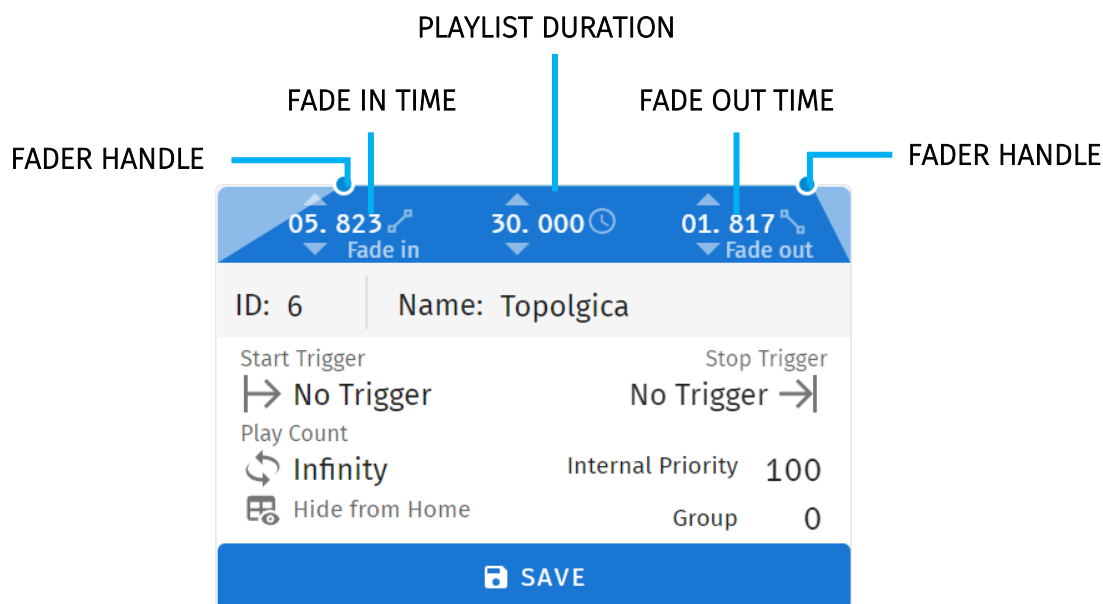 PLAYLIST DURATION
FADE IN TIME
FADE OUT TIME
FADER HANDLE
FADER HANDLE
05. 823
30. 000
01. 817
Fade in
Fade out
ID: 6
Name: Topolgica
Start Trigger
Stop Trigger
No Trigger
No Trigger
Play Count
Infinity
Internal Priority 100
Hide from Home
Group 0
SAVE